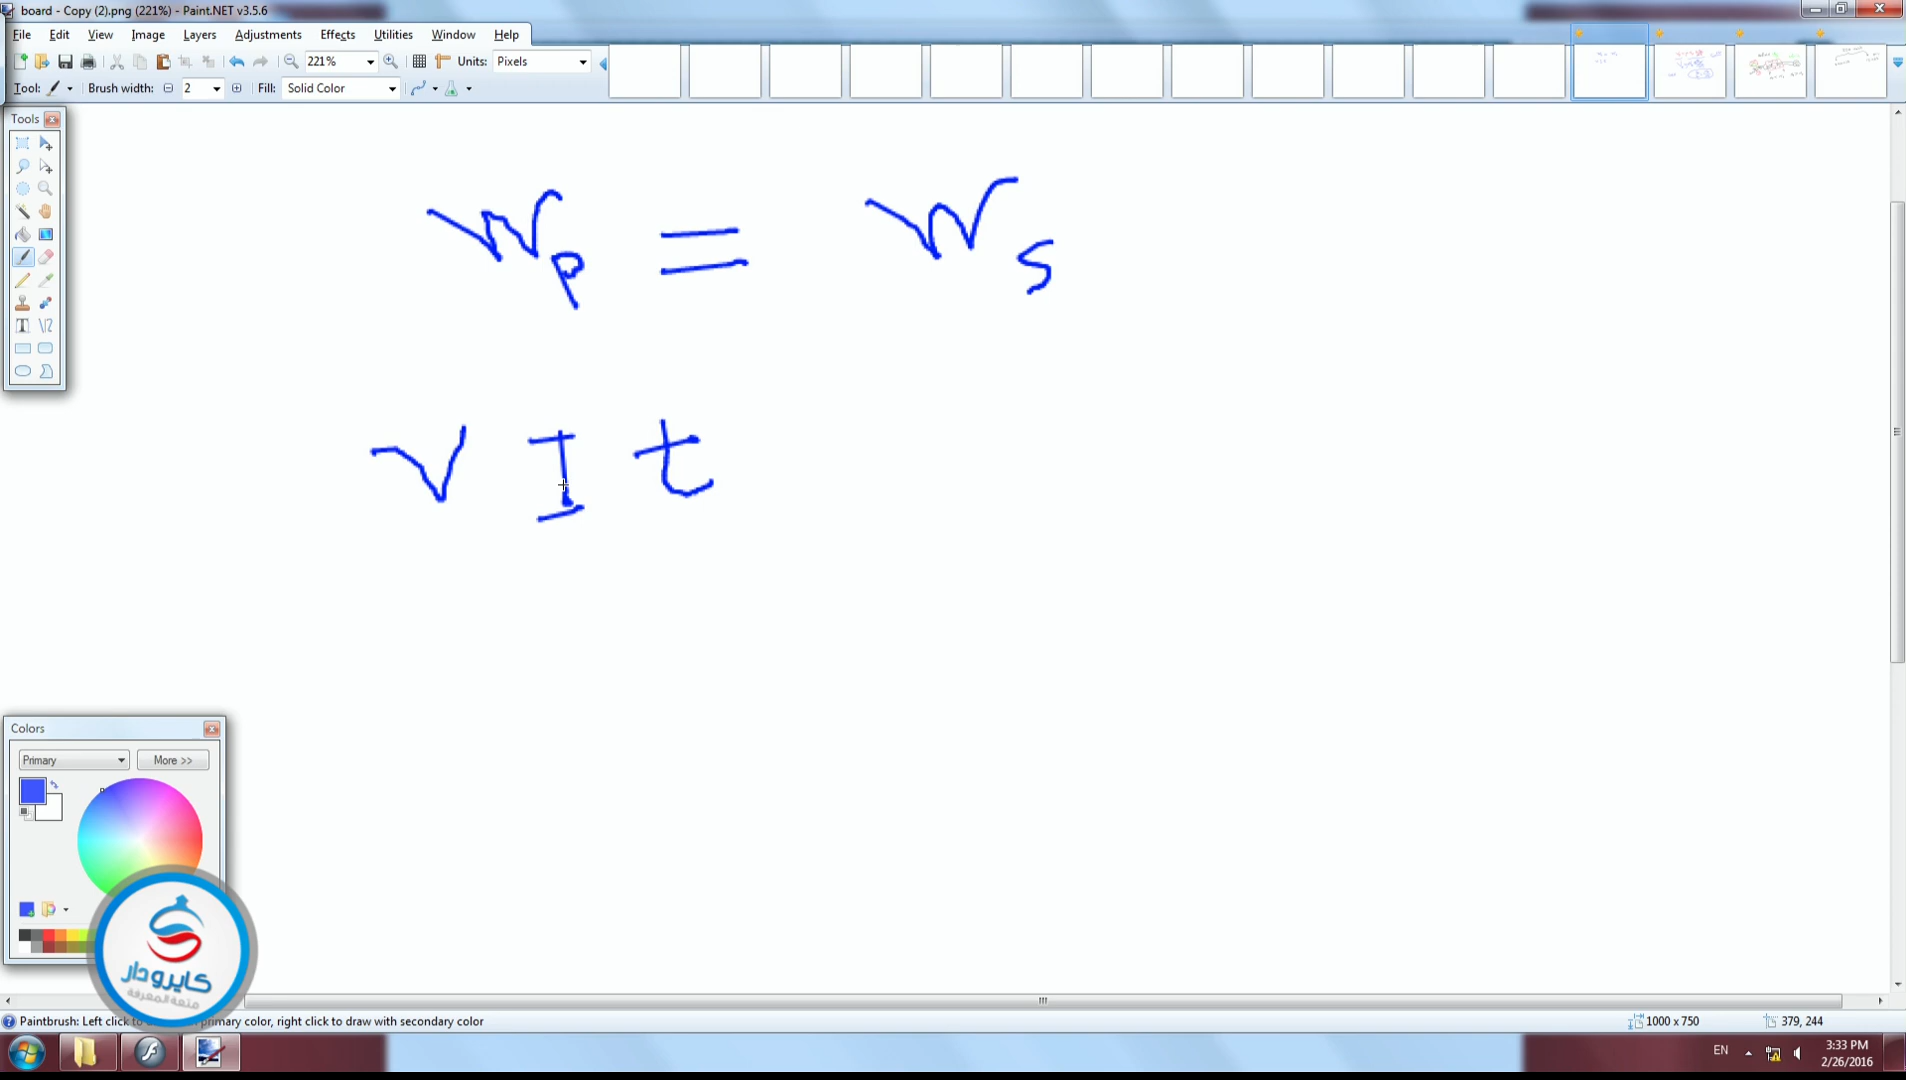 board - Copy (2).png (221%) - Paint.NET v3.5.6
File Edit View Image Layers Adjustments Effects Utilities Window Help
221% Units: Pixels
Tool: Brush width: 2 Fill: Solid Color
Tools
Wp = Ws
V I t
Colors
Primary More >>
كايرودار
متعة المعرفة
Paintbrush: Left click to primary color, right click to draw with secondary color
1000 x 750 379, 244
EN 3:33 PM
2/26/2016